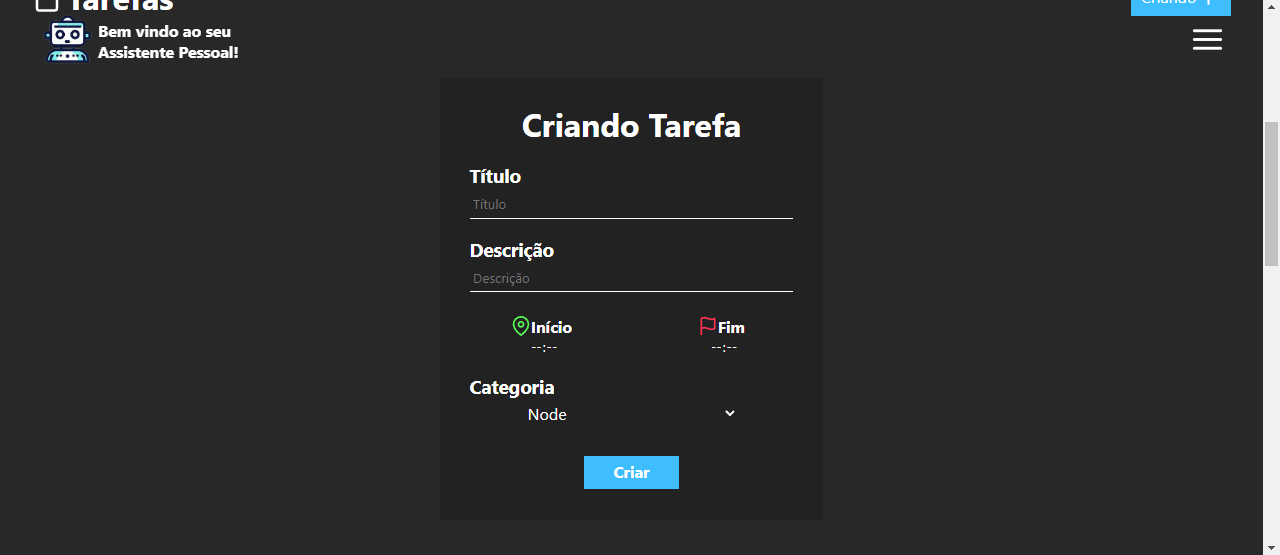 Tarefas
Criando +
Bem vindo ao seu
Assistente Pessoal!
Criando Tarefa
Título
Título
Descrição
Descrição
Início
Fim
--:--
--:--
Categoria
Node
Criar